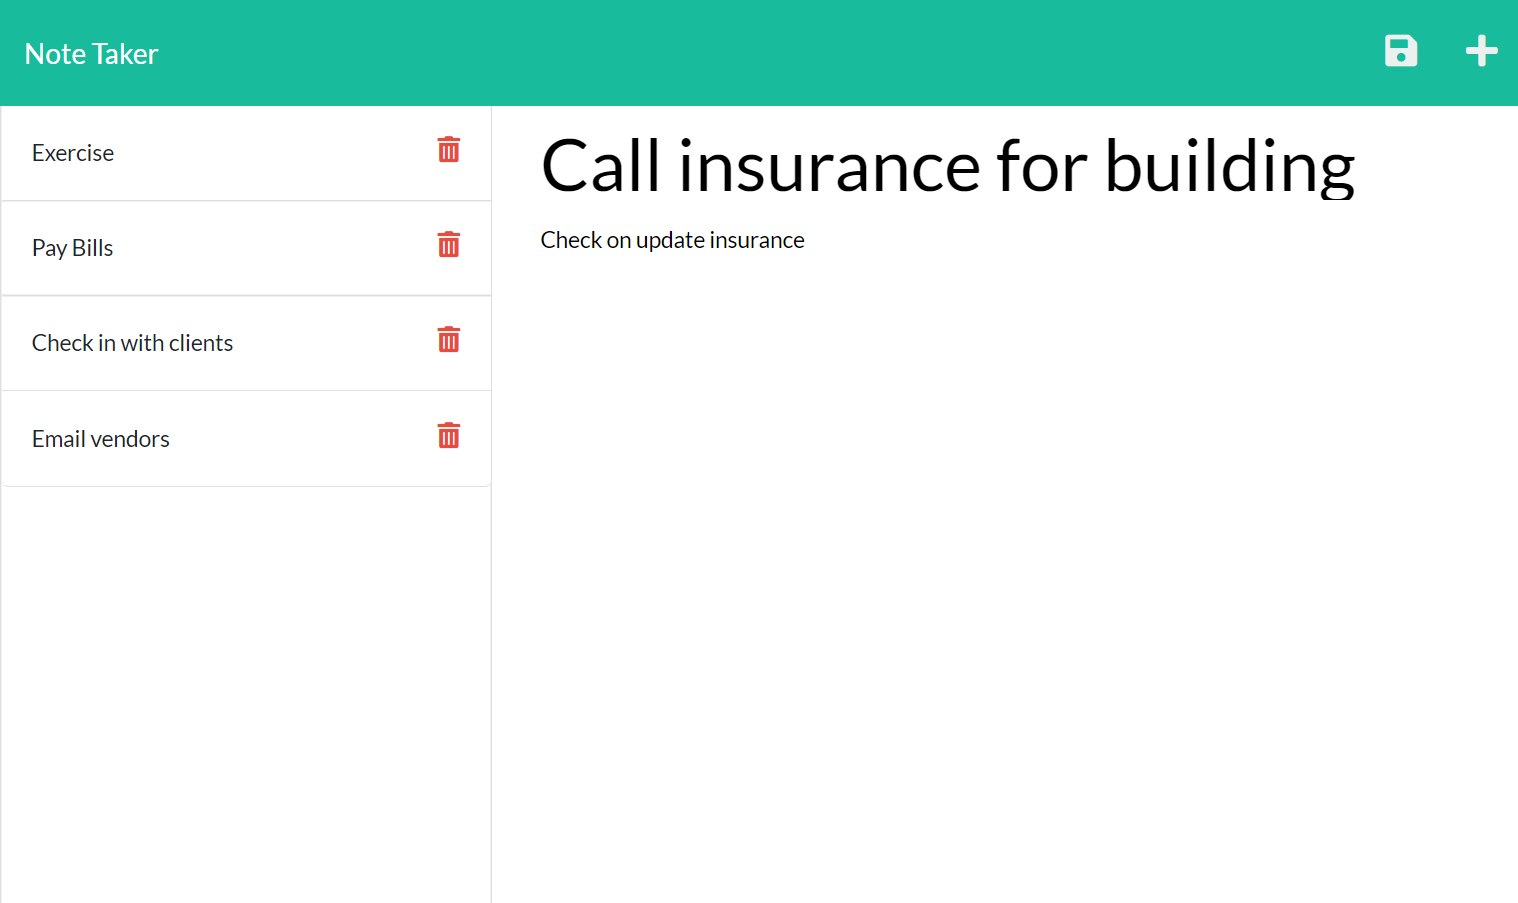 Note Taker
Exercise
Pay Bills
Check in with clients
Email vendors
Call insurance for building
Check on update insurance